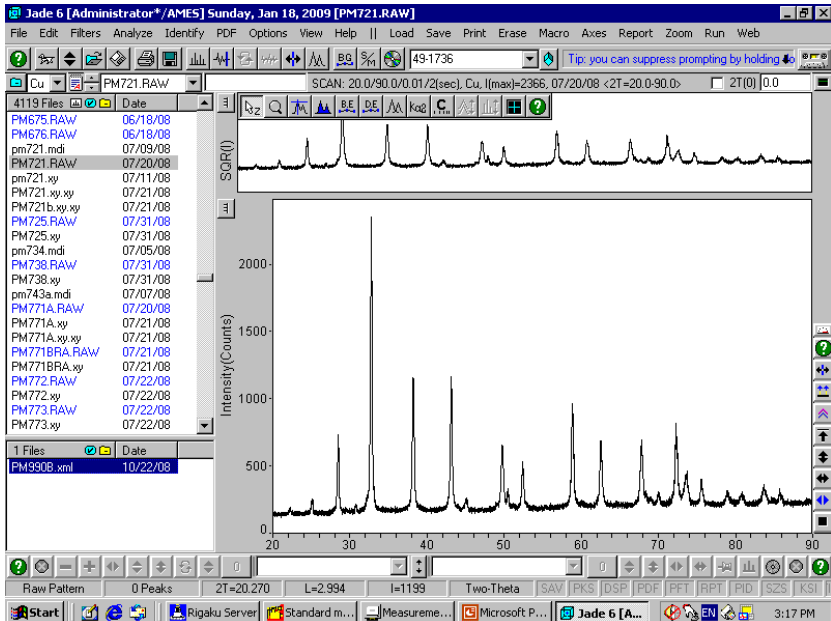 Jade 6 [Administrator*/AMES] Sunday, Jan 18, 2009 [PM721.RAW]
File Edit Filters Analyze Identify PDF Options View Help || Load Save Print Erase Macro Axes Report Zoom Run Web
BG S/M 49-1736 Tip: you can suppress prompting by holding
Cu PM721.RAW SCAN: 20.0/90.0/0.01/2(sec), Cu, I(max)=2366, 07/20/08 <2T=20.0-90.0> 2T(0) 0.0
4119 Files Date
PM675.RAW 06/18/08
PM676.RAW 06/18/08
pm721.mdi 07/09/08
PM721.RAW 07/20/08
pm721.xy 07/11/08
PM721.xy.xy 07/21/08
PM721b.xy.xy 07/21/08
PM725.RAW 07/31/08
PM725.xy 07/31/08
pm734.mdi 07/05/08
PM738.RAW 07/31/08
PM738.xy 07/31/08
pm743a.mdi 07/07/08
PM771A.RAW 07/20/08
PM771A.xy 07/21/08
PM771A.xy.xy 07/21/08
PM771BRA.RAW 07/21/08
PM771BRA.xy 07/21/08
PM772.RAW 07/22/08
PM772.xy 07/22/08
PM773.RAW 07/22/08
PM773.xy 07/22/08
1 Files Date
PM990B.xml 10/22/08
B.E. D.E. Kα2 C
SQR(I)
Intensity(Counts)
2000
1500
1000
500
0
20 30 40 50 60 70 80 90
0 0
Raw Pattern 0 Peaks 2T=20.270 L=2.994 I=1199 Two-Theta SAV PKS DSP PDF PFT RPT PID SZS KSI
Start Rigaku Server Standard m... Measureme... Microsoft P... Jade 6 [A... EN 3:17 PM